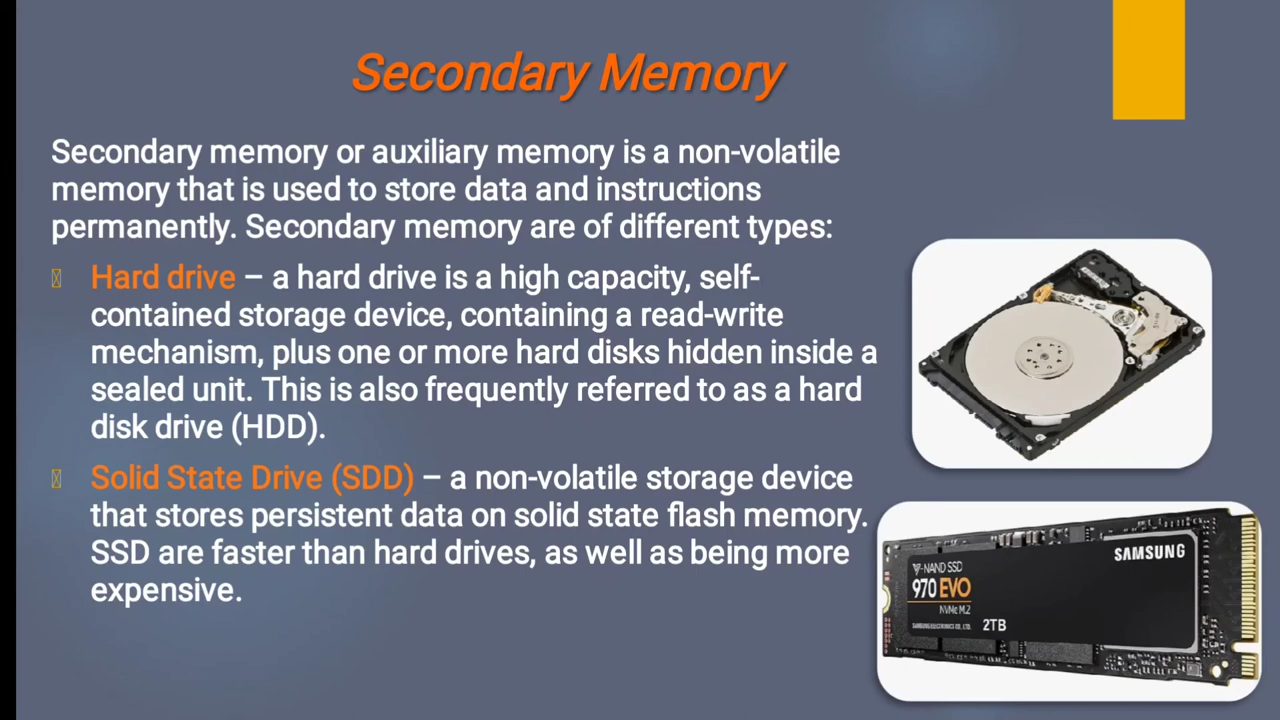 Secondary Memory
Secondary memory or auxiliary memory is a non-volatile
memory that is used to store data and instructions
permanently. Secondary memory are of different types:
Hard drive – a hard drive is a high capacity, self-
contained storage device, containing a read-write
mechanism, plus one or more hard disks hidden inside a
sealed unit. This is also frequently referred to as a hard
disk drive (HDD).
Solid State Drive (SDD) – a non-volatile storage device
that stores persistent data on solid state flash memory.
SSD are faster than hard drives, as well as being more
expensive.
SAMSUNG
V-NAND SSD
970 EVO
NVMe M.2
SAMSUNG ELECTRONICS CO., LTD.
2TB